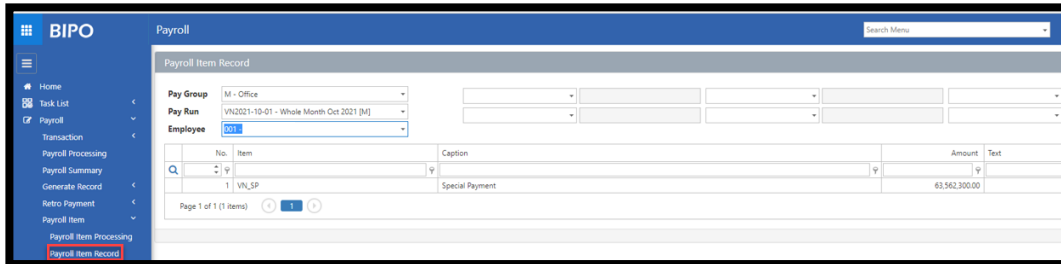 BIPO
Payroll
Search Menu
Payroll Item Record
Home
Task List
Payroll
Transaction
Payroll Processing
Payroll Summary
Generate Record
Retro Payment
Payroll Item
Payroll Item Processing
Payroll Item Record
Pay Group M - Office
Pay Run VN2021-10-01 - Whole Month Oct 2021 [M]
Employee 001 -
No. Item Caption Amount Text
1 VN_SP Special Payment 63,562,300.00
Page 1 of 1 (1 items) 1